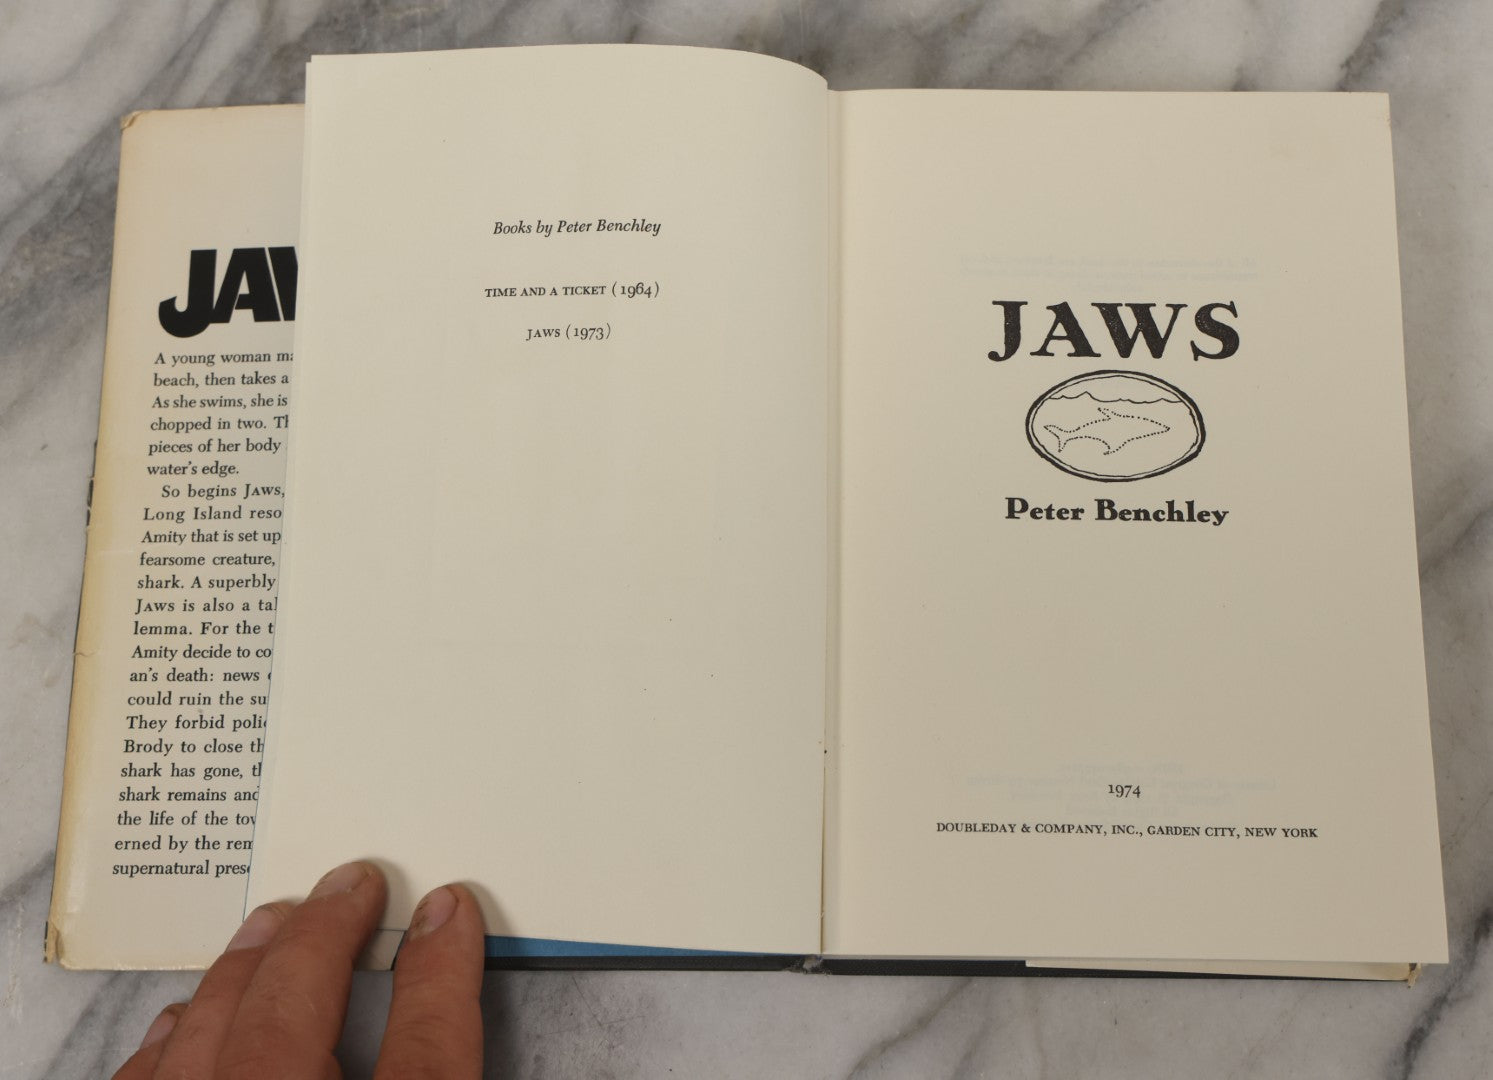 JAW
A young woman ma
beach, then takes a
As she swims, she is
chopped in two. Th
pieces of her body
water's edge.
So begins JAWS,
Long Island reso
Amity that is set up
fearsome creature,
shark. A superbly
JAWS is also a tal
lemma. For the t
Amity decide to co
an's death: news
could ruin the su
They forbid polic
Brody to close th
shark has gone, th
shark remains and
the life of the tow
erned by the rem
supernatural prese
Books by Peter Benchley
TIME AND A TICKET (1964)
JAWS (1973)
JAWS
Peter Benchley
1974
DOUBLEDAY & COMPANY, INC., GARDEN CITY, NEW YORK